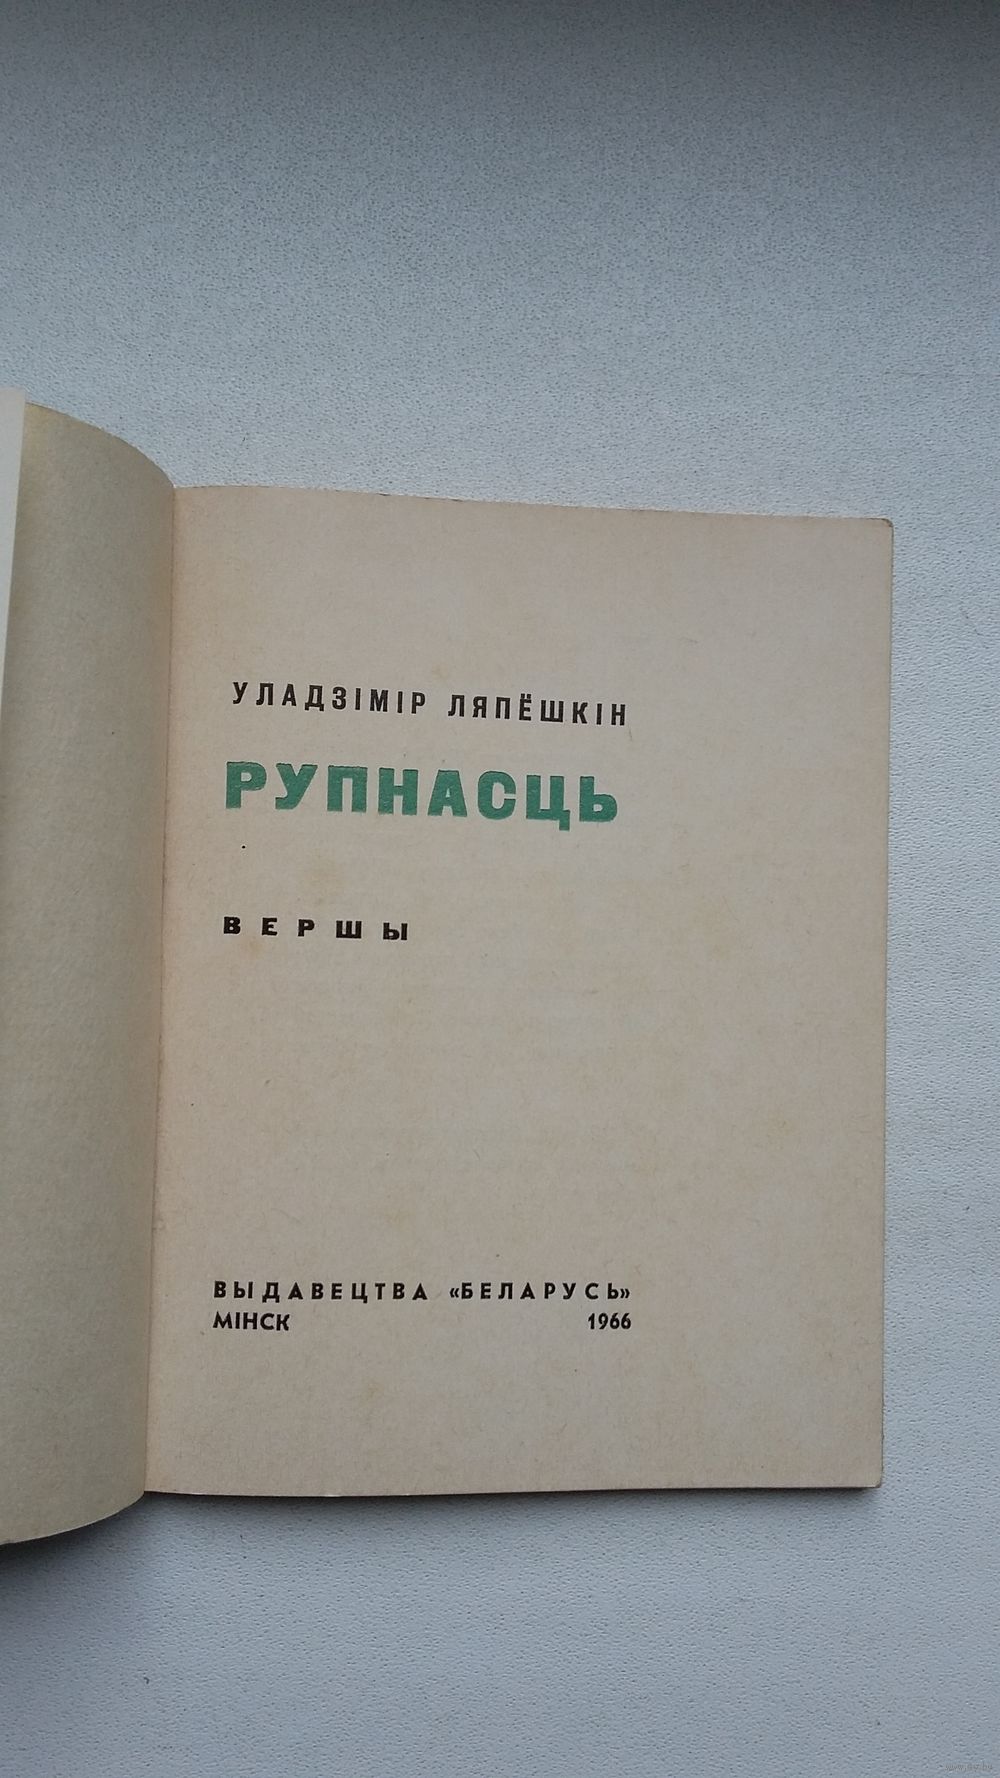 УЛАДЗІМІР ЛЯПЁШКІН
РУПНАСЦЬ
ВЕРШЫ
ВЫДАВЕЦТВА «БЕЛАРУСЬ»
МІНСК 1966